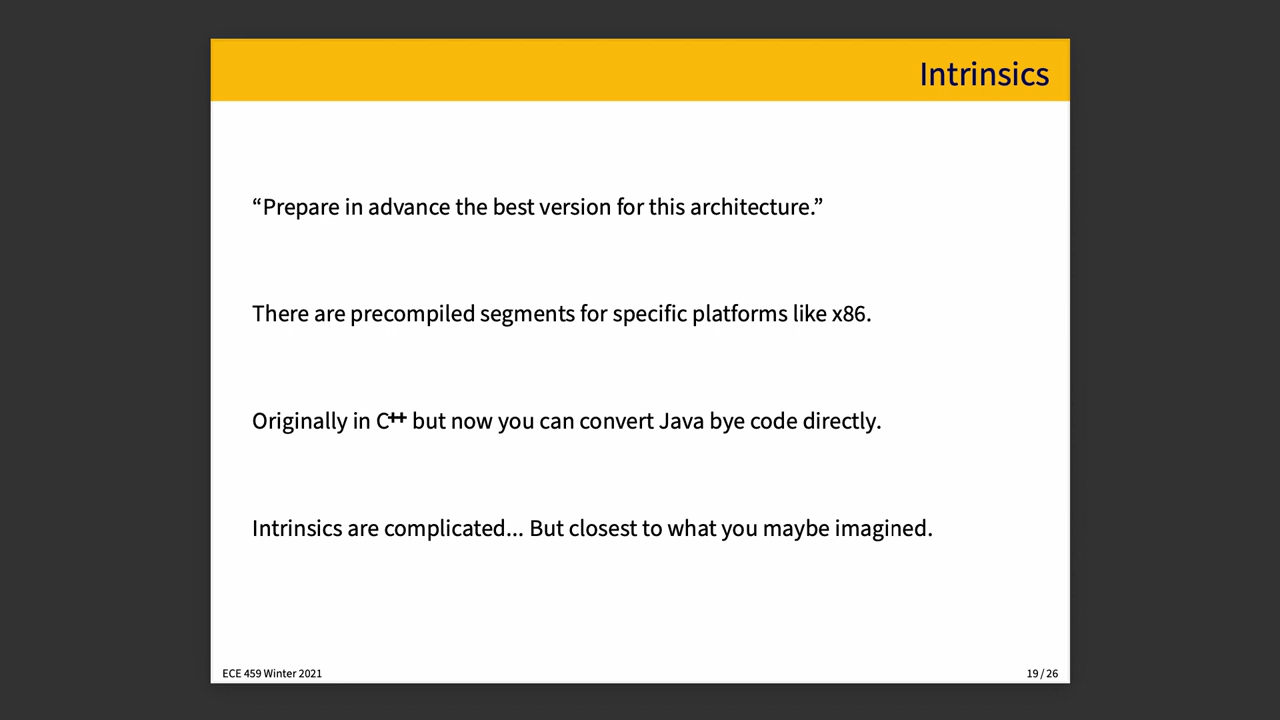 Intrinsics
“Prepare in advance the best version for this architecture.”
There are precompiled segments for specific platforms like x86.
Originally in C++ but now you can convert Java bye code directly.
Intrinsics are complicated... But closest to what you maybe imagined.
ECE 459 Winter 2021
19 / 26